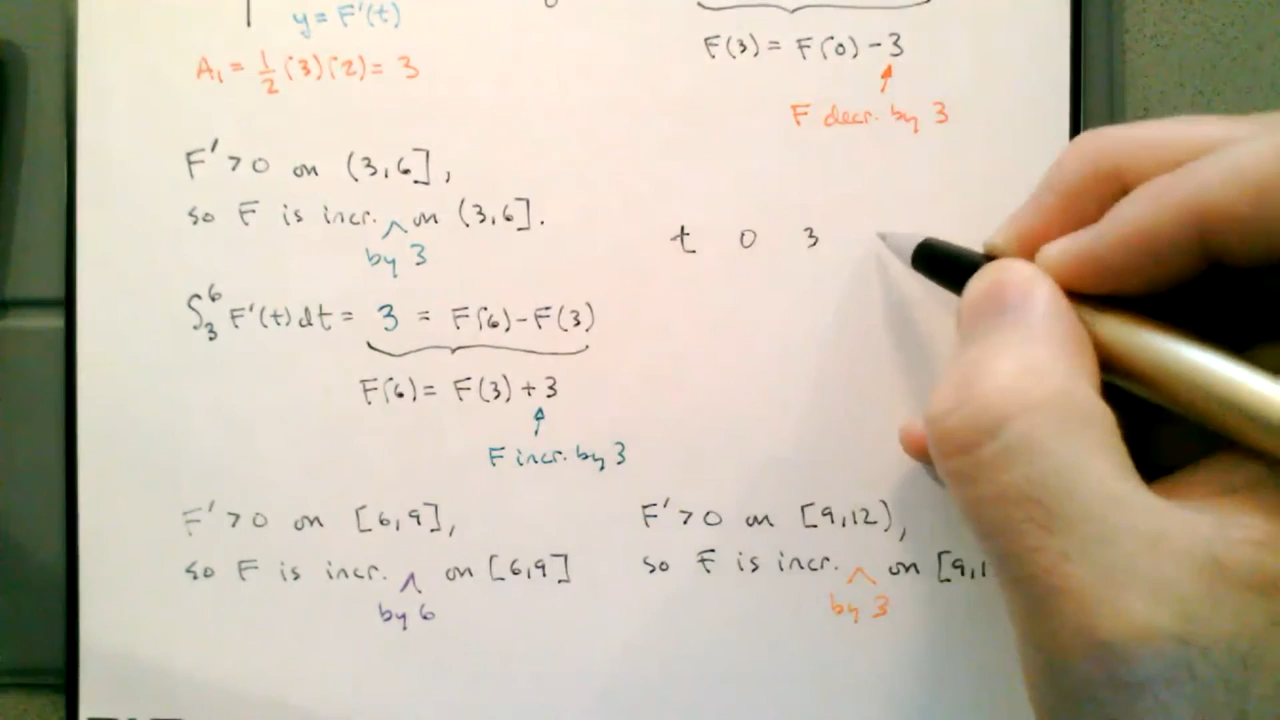 y = F'(t)
A₁ = 1/2 (3)(2) = 3
F(3) = F(0) - 3
F decr. by 3
F' > 0 on (3,6],
so F is incr. ^ on (3,6].
by 3
t 0 3
∫₃⁶ F'(t)dt = 3 = F(6) - F(3)
F(6) = F(3) + 3
F incr. by 3
F' > 0 on [6,9],
so F is incr. ^ on [6,9]
by 6
F' > 0 on [9,12),
so F is incr. ^ on [9,1
by 3